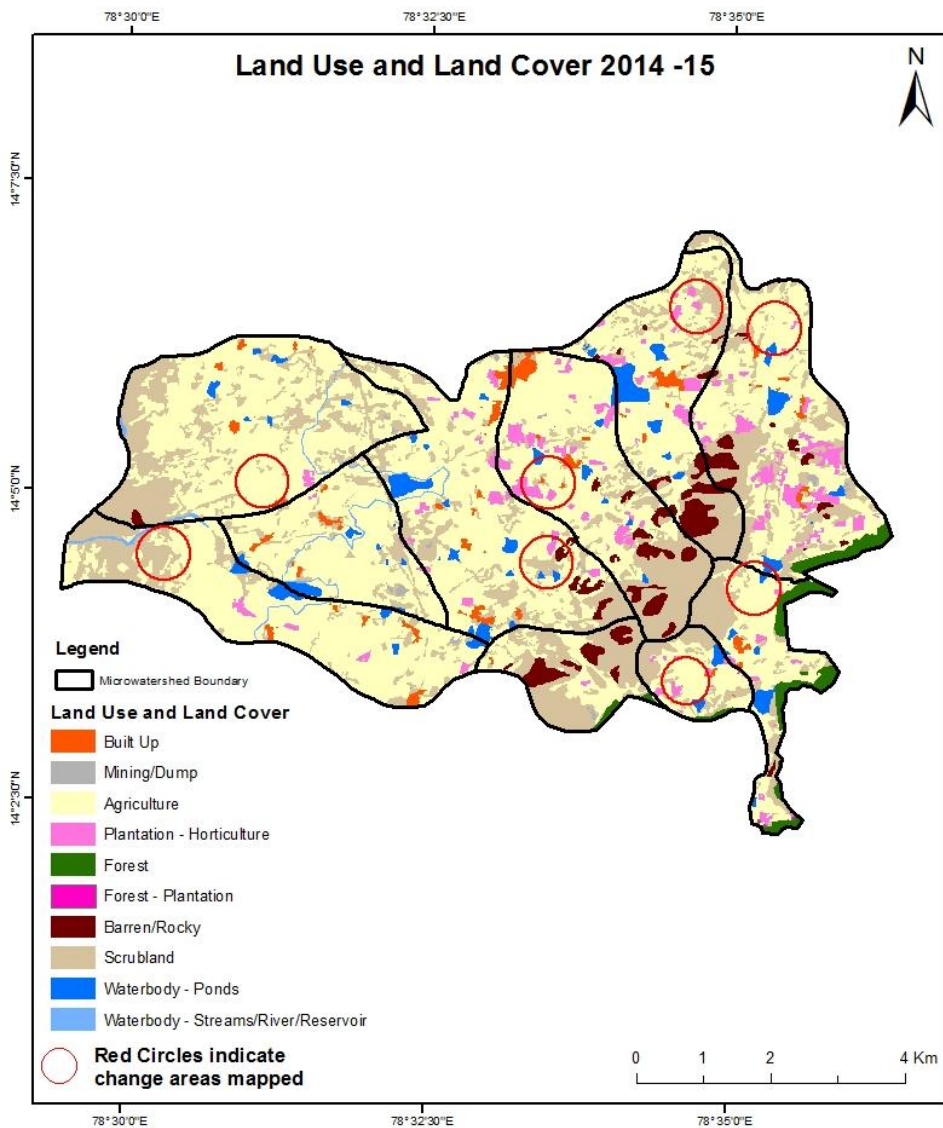 78°30'0"E
78°32'30"E
78°35'0"E
Land Use and Land Cover 2014 -15
N
14°7'30"N
14°5'0"N
14°2'30"N
Legend
Microwatershed Boundary
Land Use and Land Cover
Built Up
Mining/Dump
Agriculture
Plantation - Horticulture
Forest
Forest - Plantation
Barren/Rocky
Scrubland
Waterbody - Ponds
Waterbody - Streams/River/Reservoir
Red Circles indicate
change areas mapped
0 1 2 4 Km
78°30'0"E
78°32'30"E
78°35'0"E